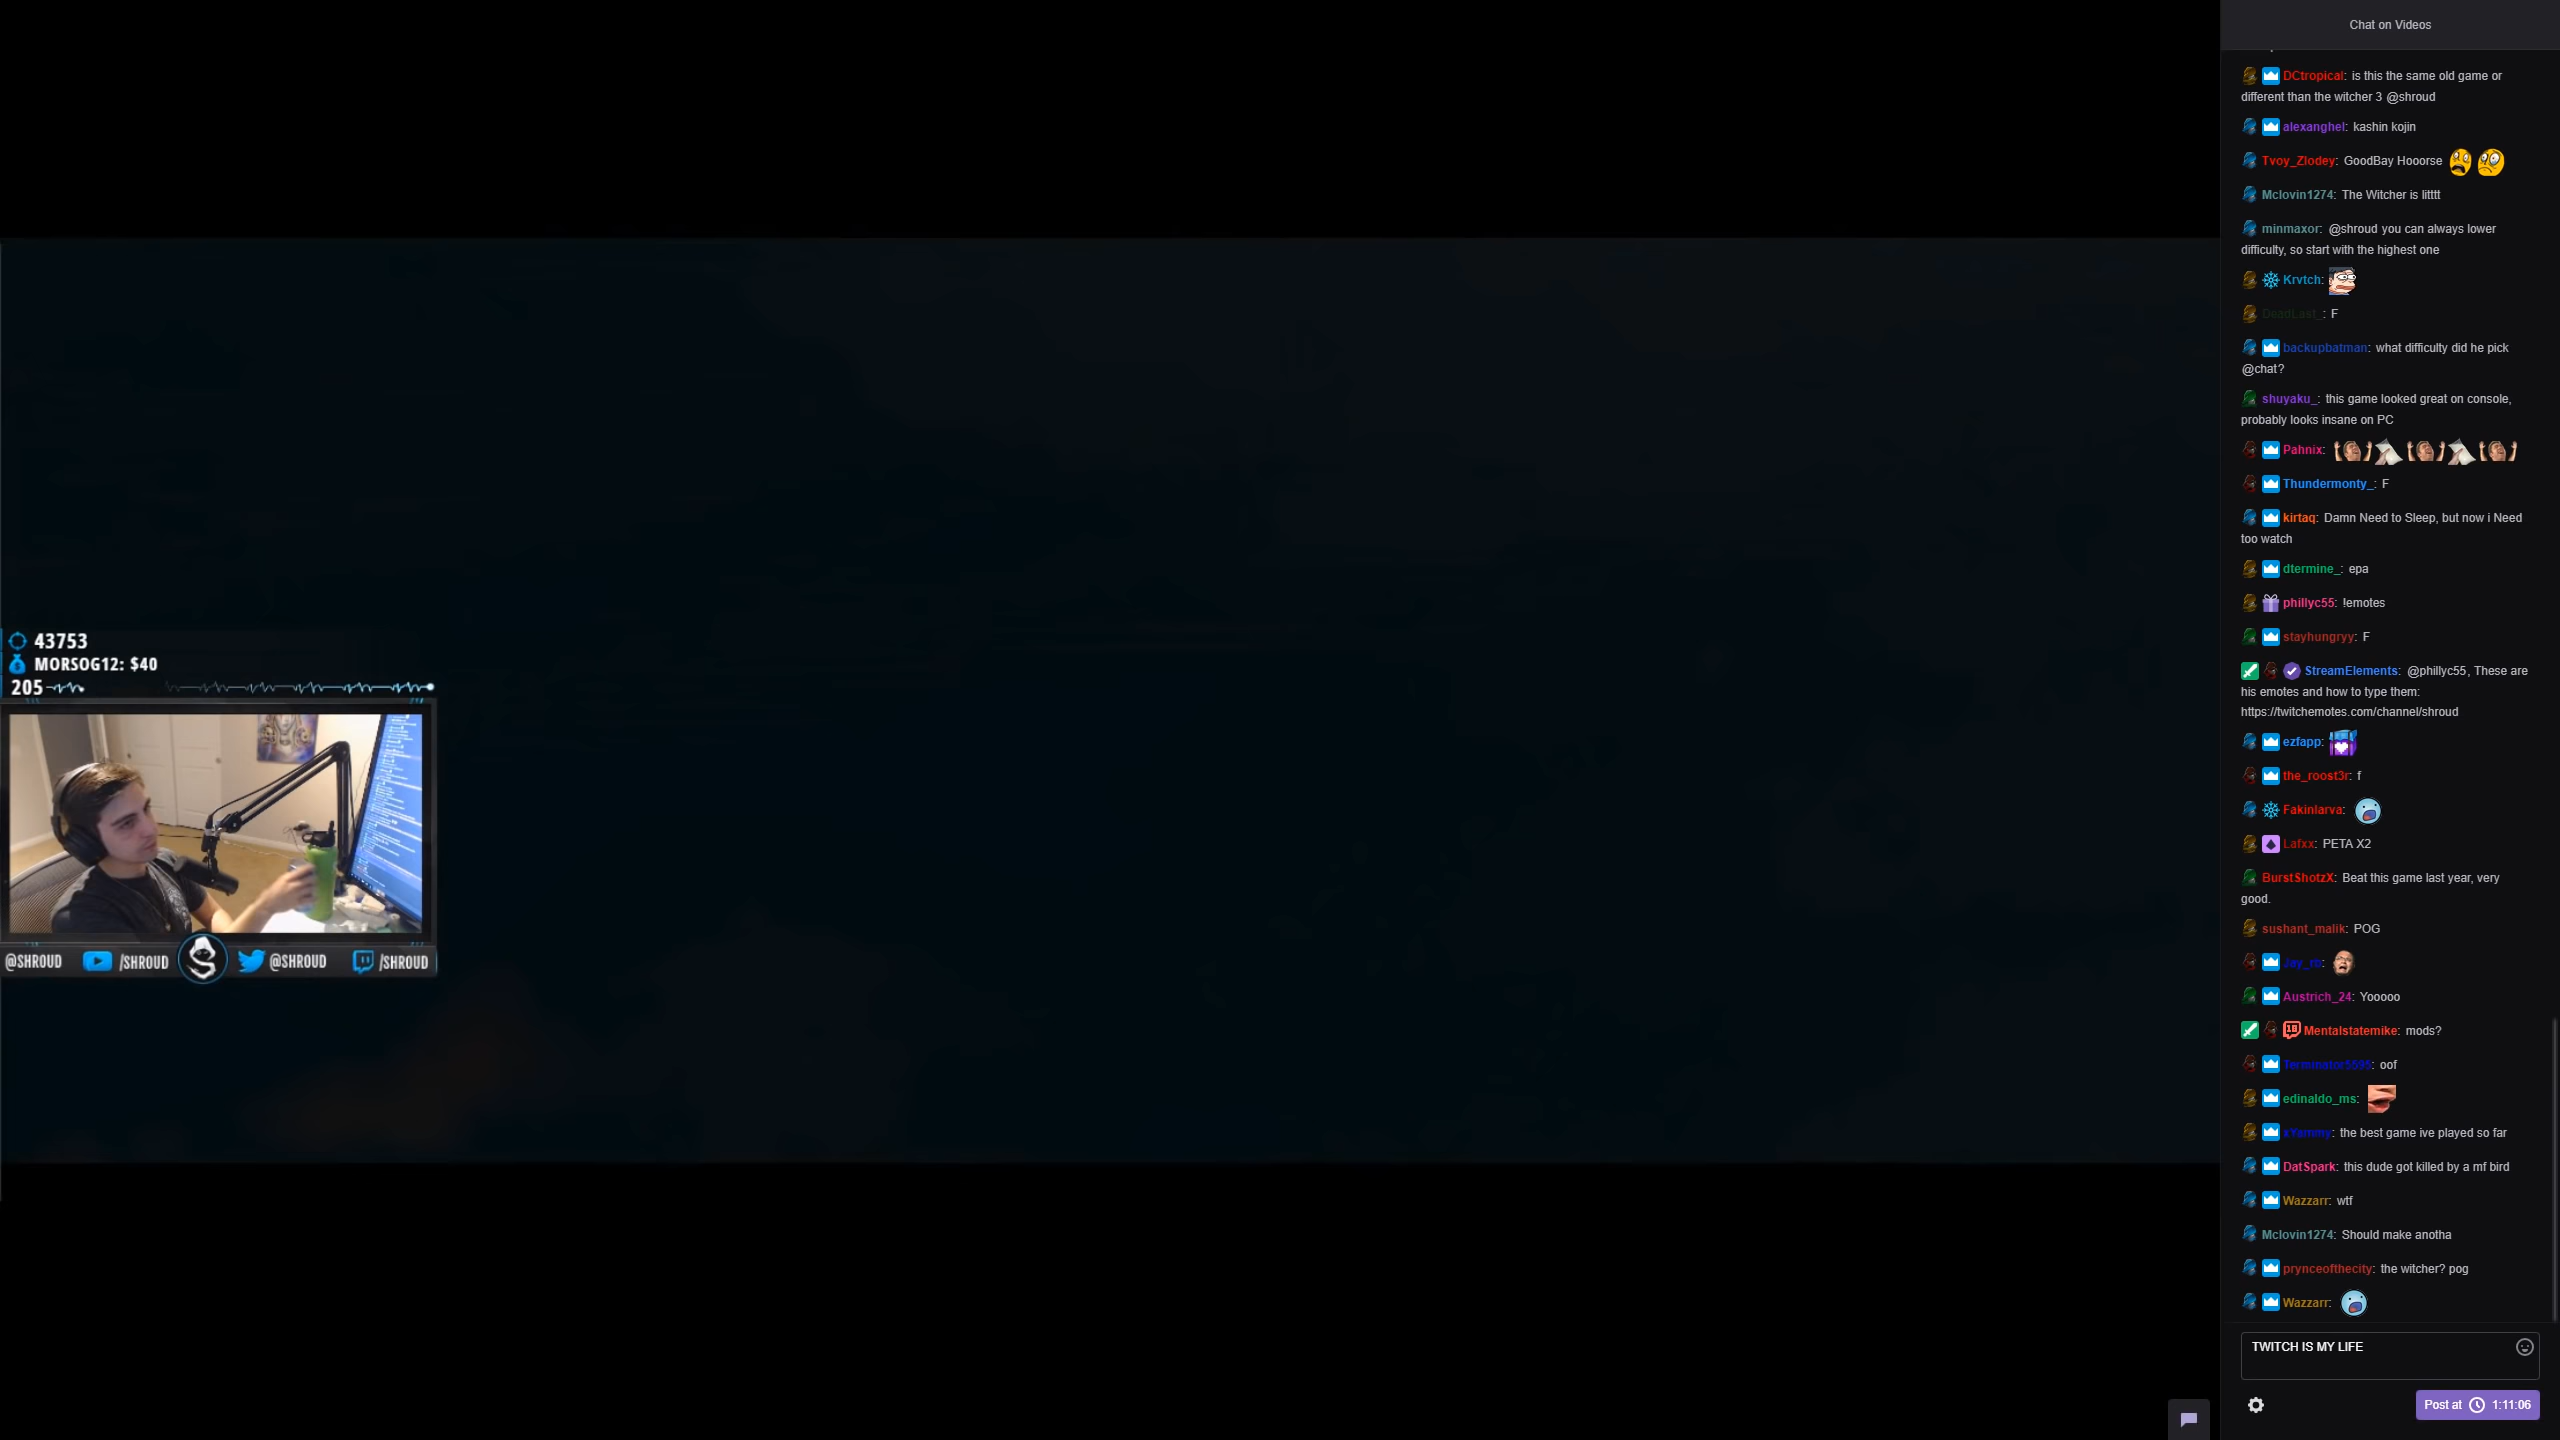 43753
MORSOG12: $40
205
@SHROUD /SHROUD @SHROUD /SHROUD
Chat on Videos
DCtropical: is this the same old game or
different than the witcher 3 @shroud
alexanghel: kashin kojin
Tvoy_Zlodey: GoodBay Hooorse
Mclovin1274: The Witcher is litttt
minmaxor: @shroud you can always lower
difficulty, so start with the highest one
Krvtch:
DeadLast_: F
backupbatman: what difficulty did he pick
@chat?
shuyaku_: this game looked great on console,
probably looks insane on PC
Pahnix:
Thundermonty_: F
kirtaq: Damn Need to Sleep, but now i Need
too watch
dtermine_: epa
phillyc55: !emotes
stayhungryy: F
StreamElements: @phillyc55, These are
his emotes and how to type them:
https://twitchemotes.com/channel/shroud
ezfapp:
the_roost3r: f
Fakinlarva:
Lafxx: PETA X2
BurstShotzX: Beat this game last year, very
good.
sushant_malik: POG
Austrich_24: Yooooo
Mentalstatemike: mods?
Terminator5595: oof
edinaldo_ms:
xYammy: the best game ive played so far
DatSpark: this dude got killed by a mf bird
Wazzarr: wtf
Mclovin1274: Should make anotha
prynceofthecity: the witcher? pog
Wazzarr:
TWITCH IS MY LIFE
Post at 1:11:06